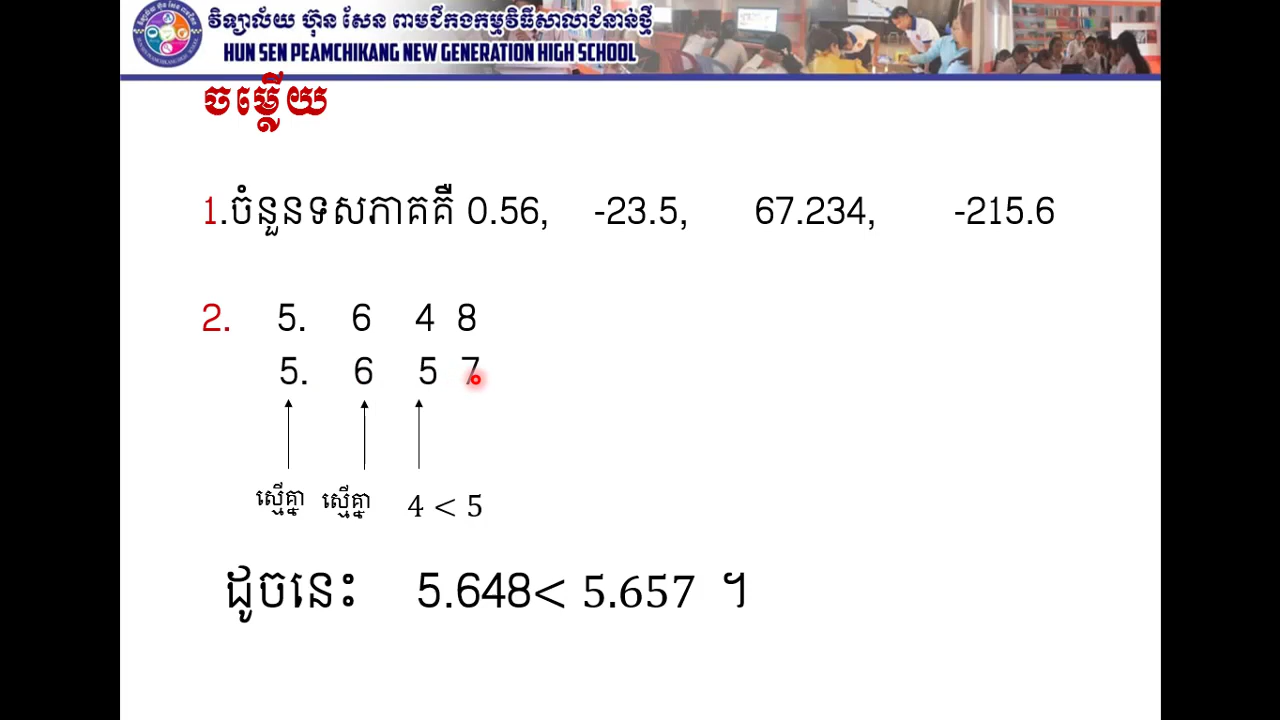 វិទ្យាល័យ ហ៊ុន សែន ពាមជីកងកម្មវិធីសាលាជំនាន់ថ្មី
HUN SEN PEAMCHIKANG NEW GENERATION HIGH SCHOOL
ចម្លើយ
1.ចំនួនទសភាគគឺ 0.56, -23.5, 67.234, -215.6
2. 5. 6 4 8
5. 6 5 7
ស្មើគ្នា ស្មើគ្នា 4 < 5
ដូចនេះ 5.648< 5.657 ។